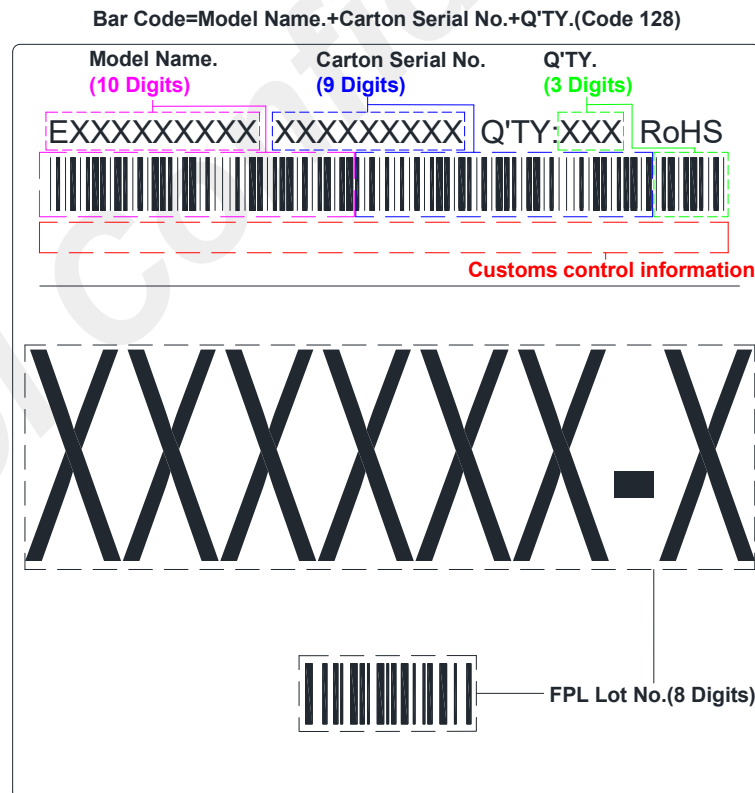 Bar Code=Model Name.+Carton Serial No.+Q'TY.(Code 128)
Model Name. Carton Serial No. Q'TY.
(10 Digits) (9 Digits) (3 Digits)
EXXXXXXXXX XXXXXXXXX Q'TY:XXX RoHS
Customs control information
XXXXXX-X
FPL Lot No.(8 Digits)